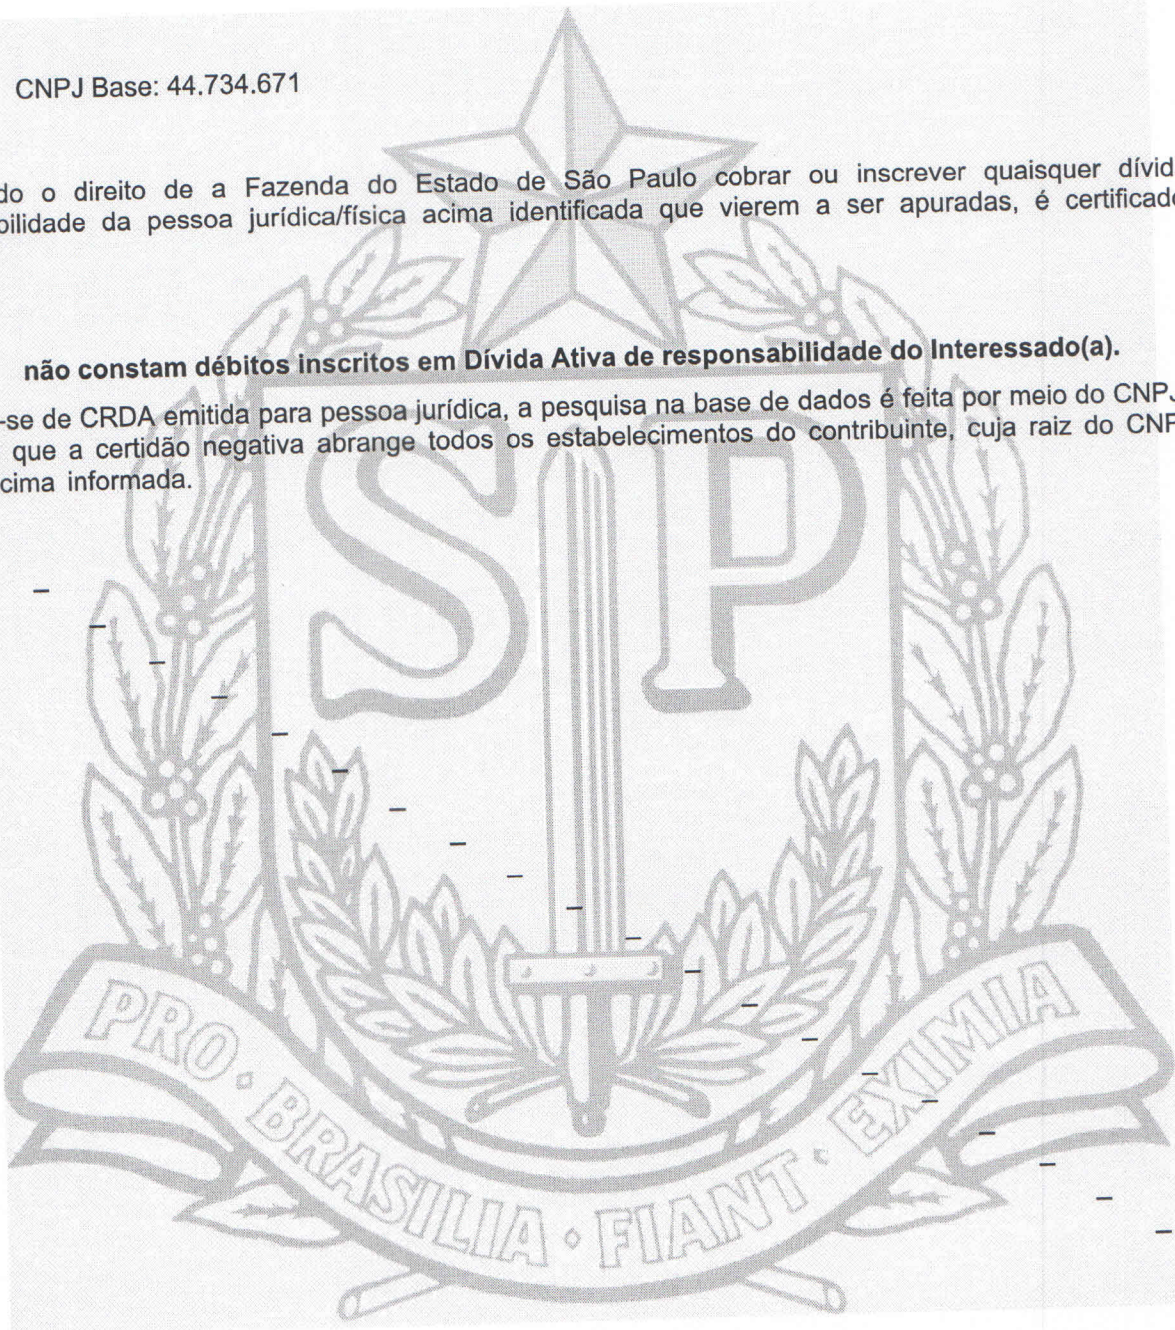 CNPJ Base: 44.734.671
do o direito de a Fazenda do Estado de São Paulo cobrar ou inscrever quaisquer dívid
bilidade da pessoa jurídica/física acima identificada que vierem a ser apuradas, é certificado
não constam débitos inscritos em Dívida Ativa de responsabilidade do Interessado(a).
-se de CRDA emitida para pessoa jurídica, a pesquisa na base de dados é feita por meio do CNPJ
que a certidão negativa abrange todos os estabelecimentos do contribuinte, cuja raiz do CNP
cima informada.
SP
PRO · BRASILIA · FIANT · EXIMIA